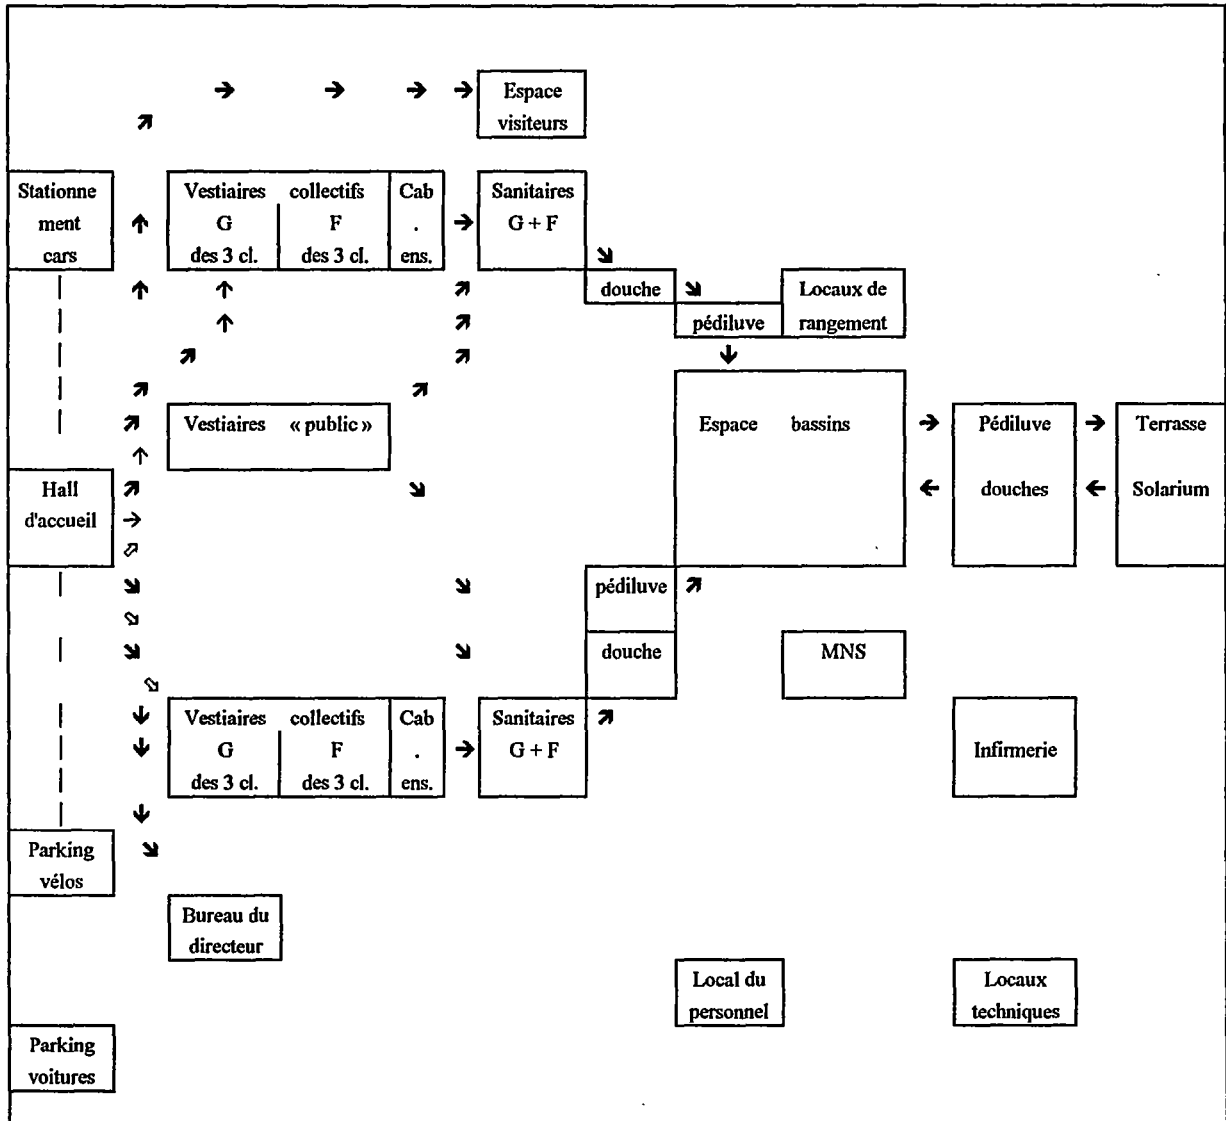 Espace
visiteurs
Stationne
ment
cars
Vestiaires collectifs
G F
des 3 cl. des 3 cl.
Cab
.
ens.
Sanitaires
G + F
douche
pédiluve
Locaux de
rangement
Vestiaires « public »
Espace bassins
Pédiluve
douches
Terrasse
Solarium
Hall
d'accueil
pédiluve
douche
MNS
Vestiaires collectifs
G F
des 3 cl. des 3 cl.
Cab
.
ens.
Sanitaires
G + F
Infirmerie
Parking
vélos
Bureau du
directeur
Local du
personnel
Locaux
techniques
Parking
voitures